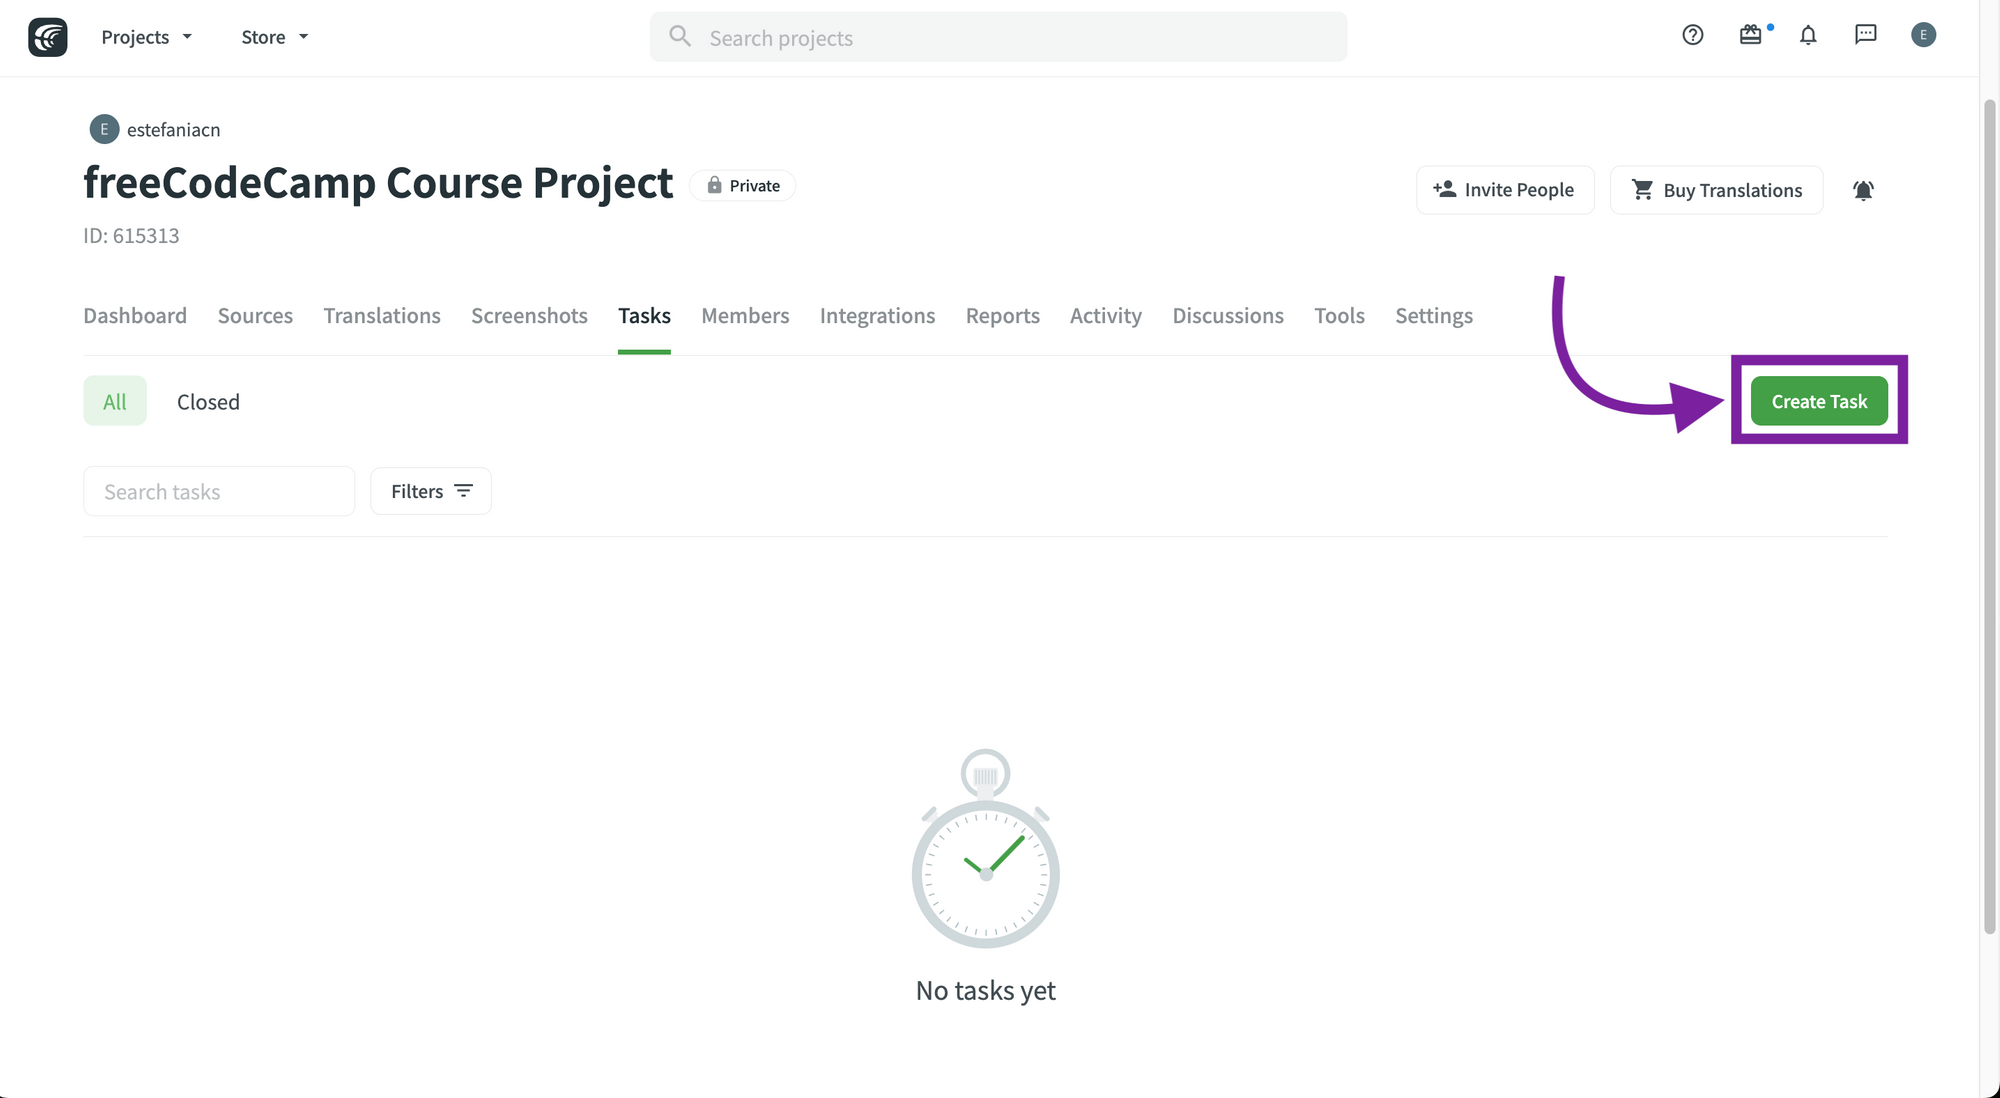 Projects Store Search projects E
E estefaniacn
freeCodeCamp Course Project Private Invite People Buy Translations
ID: 615313
Dashboard Sources Translations Screenshots Tasks Members Integrations Reports Activity Discussions Tools Settings
All Closed Create Task
Search tasks Filters
No tasks yet